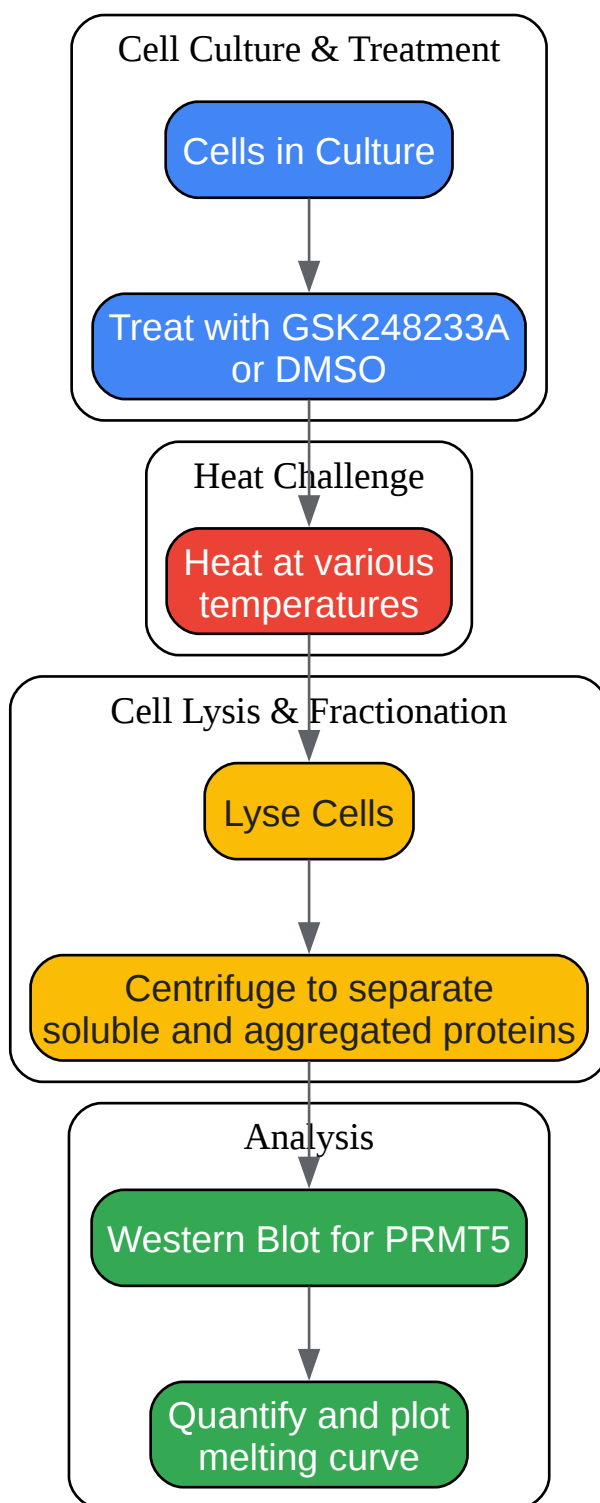 Cell Culture & Treatment
Cells in Culture
Treat with GSK248233A
or DMSO
Heat Challenge
Heat at various
temperatures
Cell Lysis & Fractionation
Lyse Cells
Centrifuge to separate
soluble and aggregated proteins
Analysis
Western Blot for PRMT5
Quantify and plot
melting curve